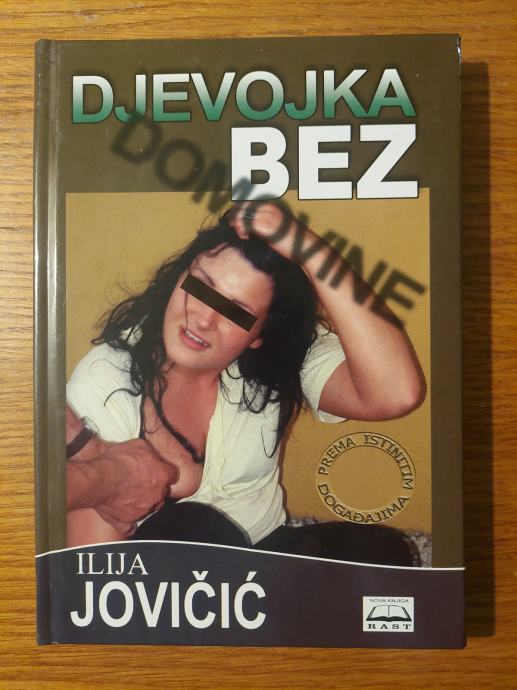 DJEVOJKA
BEZ
DOMOVINE
PREMA ISTINITIM
DOGAĐAJIMA
ILIJA
JOVIČIĆ
NOVA KNJIGA
RAST